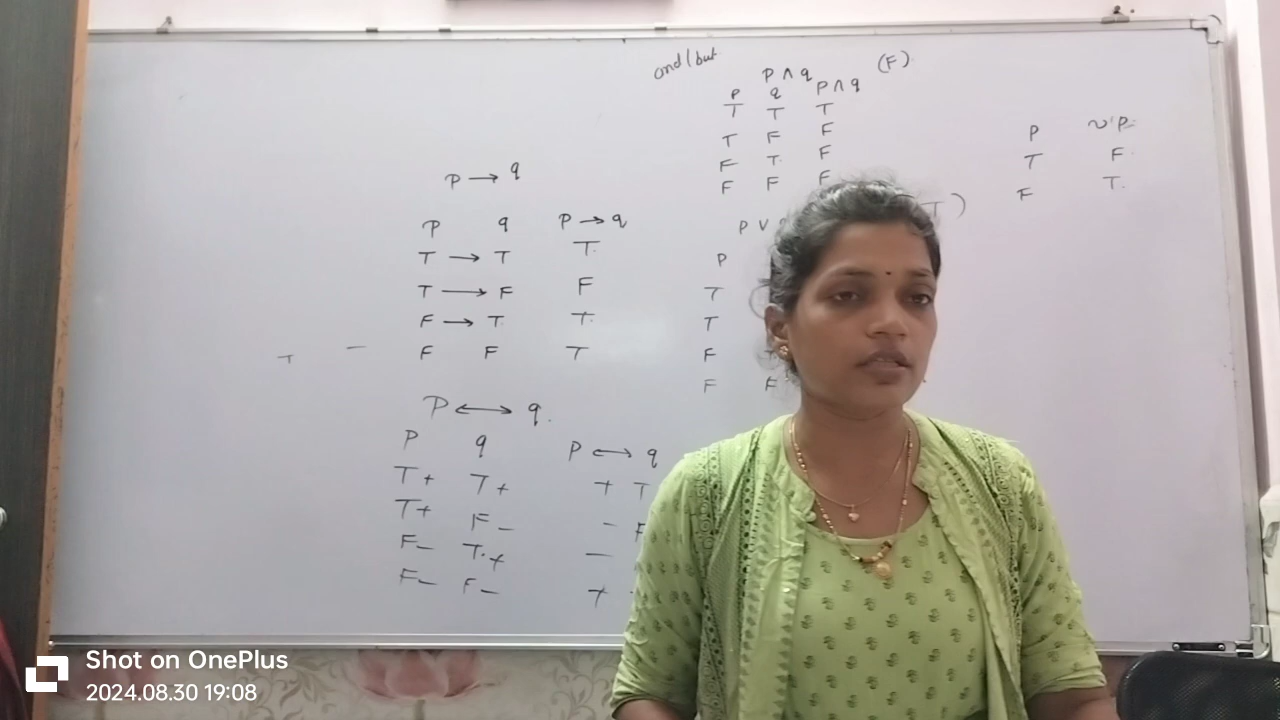 and/but
P ∧ q (F)
P q P ∧ q
T T T
T F F
F T. F
F F F
P ~P
T F.
F T.
P → q
P q P → q
T → T T.
T → F F
F → T. T.
F F T
T –
P ∨ T)
P
T
T
F
F F
P ↔ q.
P q P ↔ q
T+ T+ + T
T+ F– – F
F– T.+ –
F– F– +
Shot on OnePlus
2024.08.30 19:08